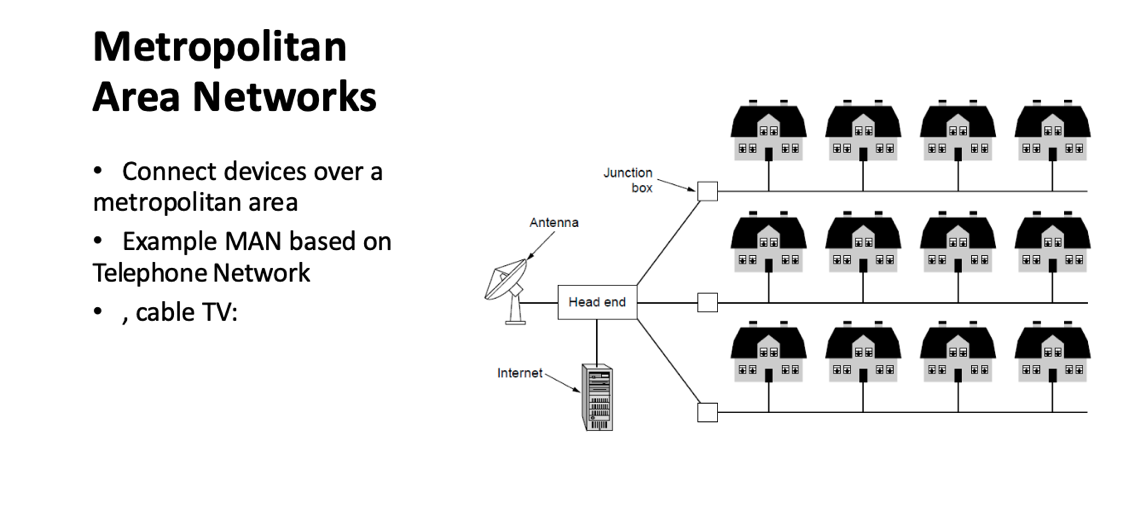 Metropolitan
Area Networks
• Connect devices over a
metropolitan area
• Example MAN based on
Telephone Network
• , cable TV:
Junction
box
Antenna
Head end
Internet